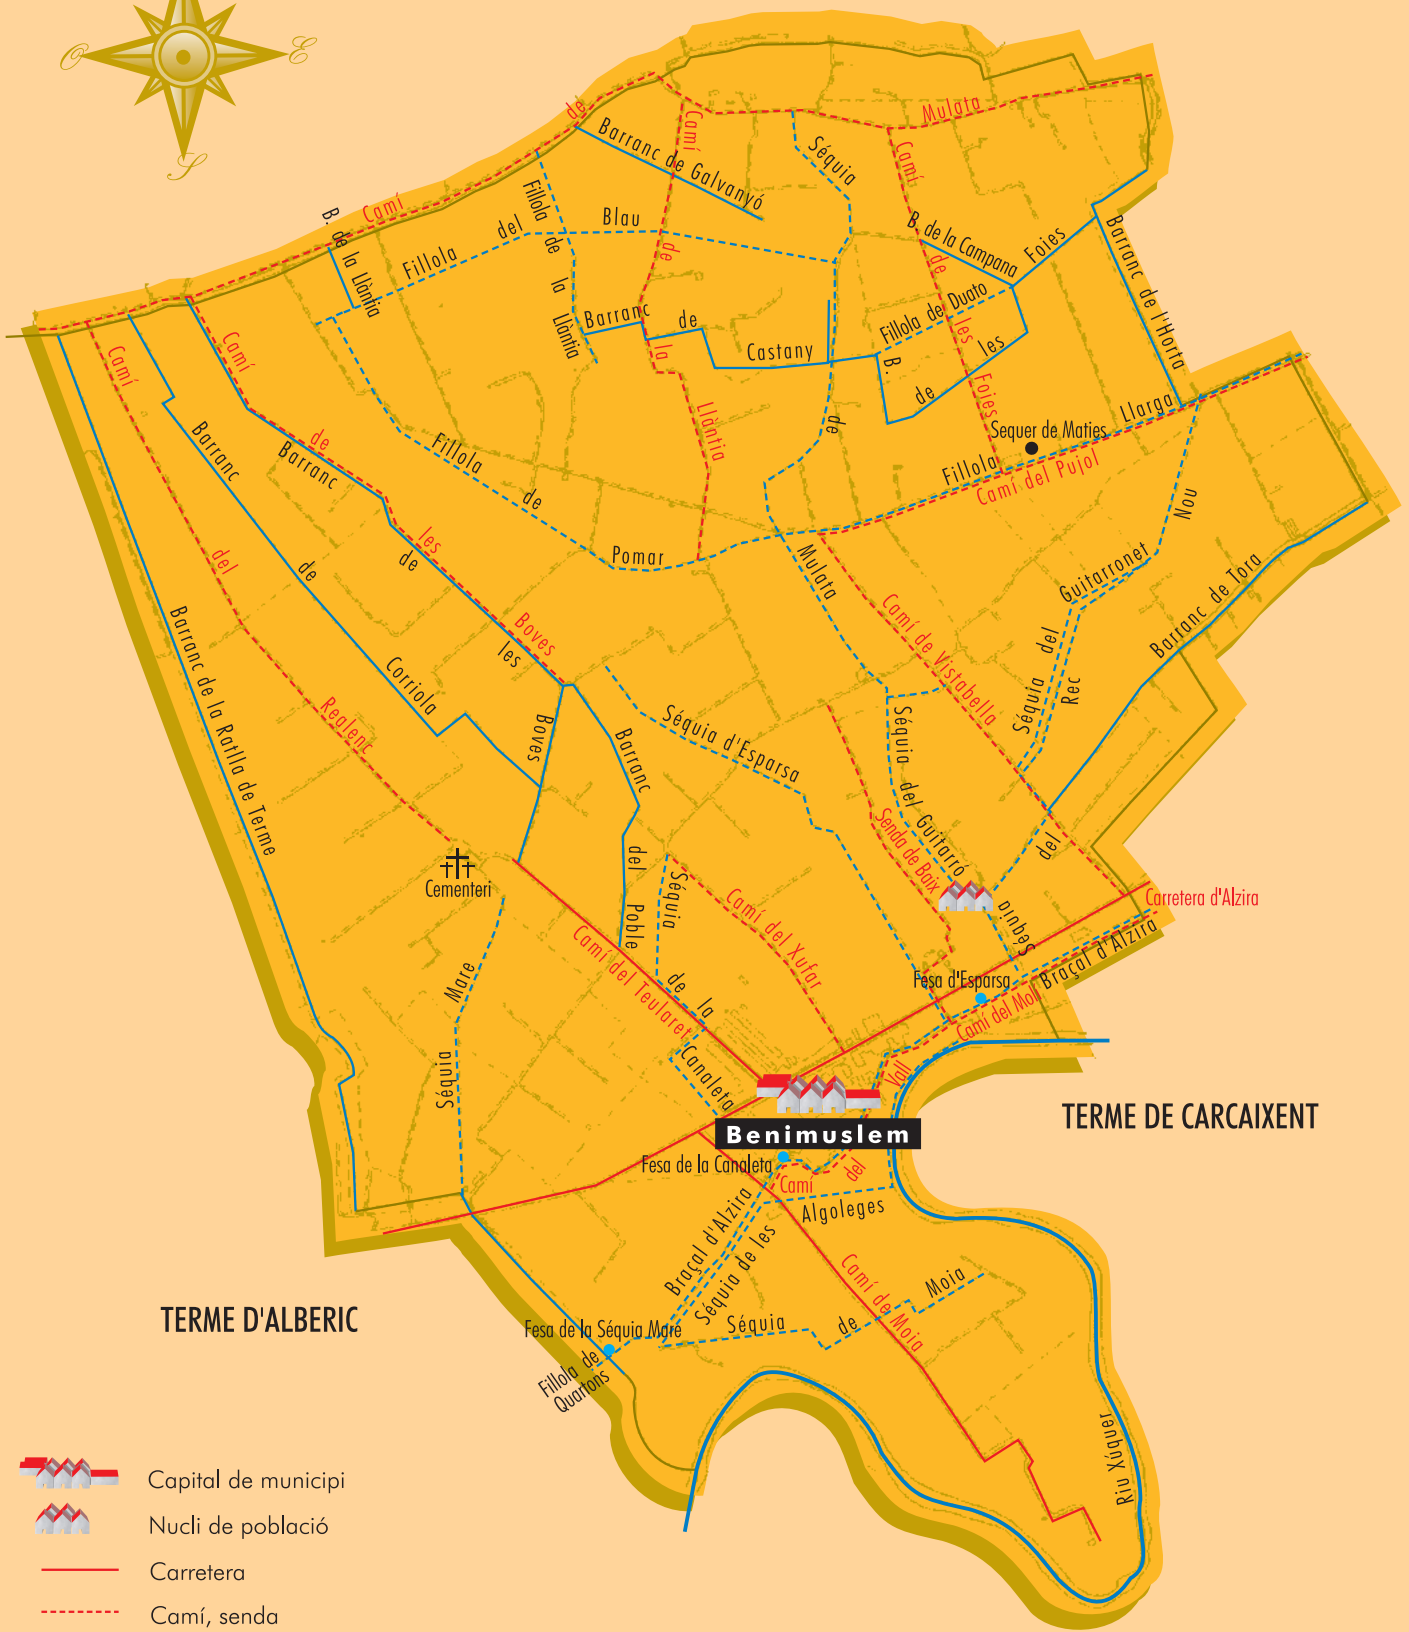 O
E
S
Camí de Mulata
Barranc de Galvanyó
Camí de la Llàntia
Séquia de Mulata
Camí de les Foies
B. de la Campana
B. de les Foies
Barranc de l'Horta
B. de la Llàntia
Fillola del Blau
Fillola de la Llàntia
Barranc de Castany
Fillola de Duato
Sequer de Maties
Fillola Llarga
Camí del Pujol
Camí de les Boves
Barranc de les Boves
Camí del Realenc
Barranc de Corriola
Fillola de Pomar
Barranc de la Ratlla de Terme
Camí de Vistabella
Séquia del Guitarronet
Rec Nou
Barranc de Tora
Séquia d'Esparsa
Barranc del Poble
Séquia del Guitarró
Senda de Baix
Cementeri
Séquia de la Canaleta
Camí del Xufar
Camí del Teularet
Séquia Mare
Séquia del
Carretera d'Alzira
Braçal d'Alzira
Fesa d'Esparsa
Camí del Molí
Vall
Benimuslem
TERME DE CARCAIXENT
Fesa de la Canaleta
Camí del
Braçal d'Alzira
Séquia de les Algoleges
Camí de Moia
Séquia de Moia
TERME D'ALBERIC
Fesa de la Séquia Mare
Fillola de
Quartons
Riu Xúquer
Capital de municipi
Nucli de població
Carretera
Camí, senda